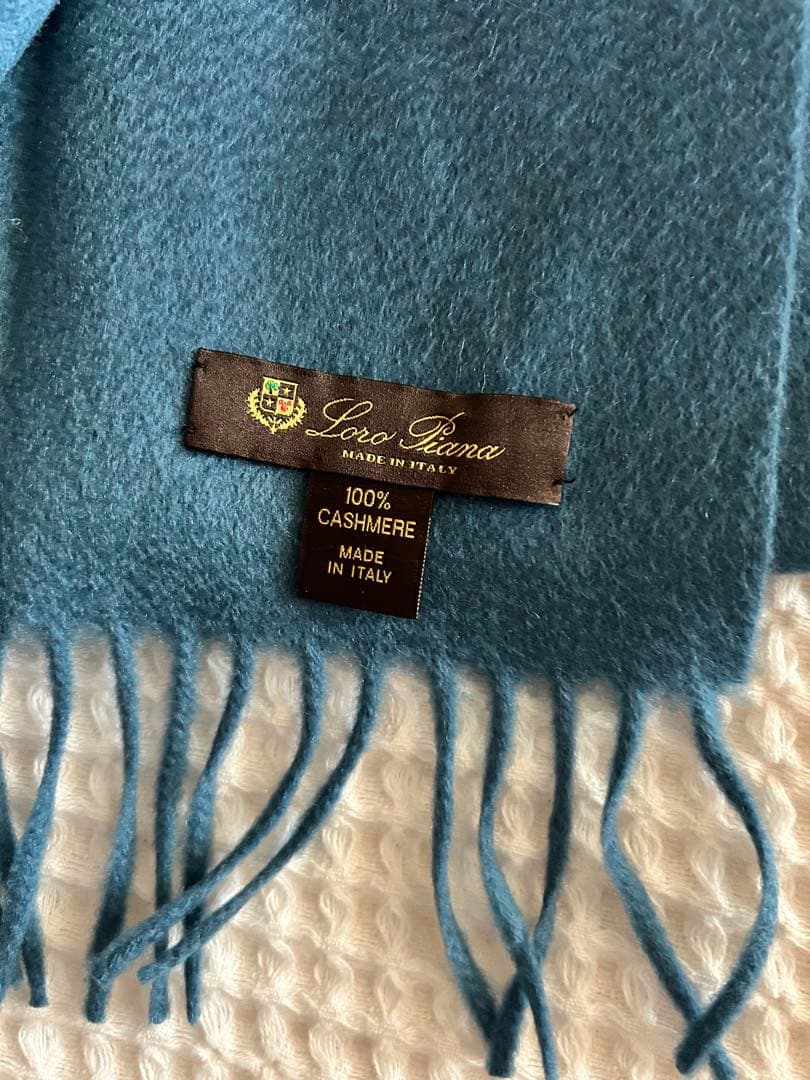 Loro Piana
MADE IN ITALY
100%
CASHMERE
MADE
IN ITALY